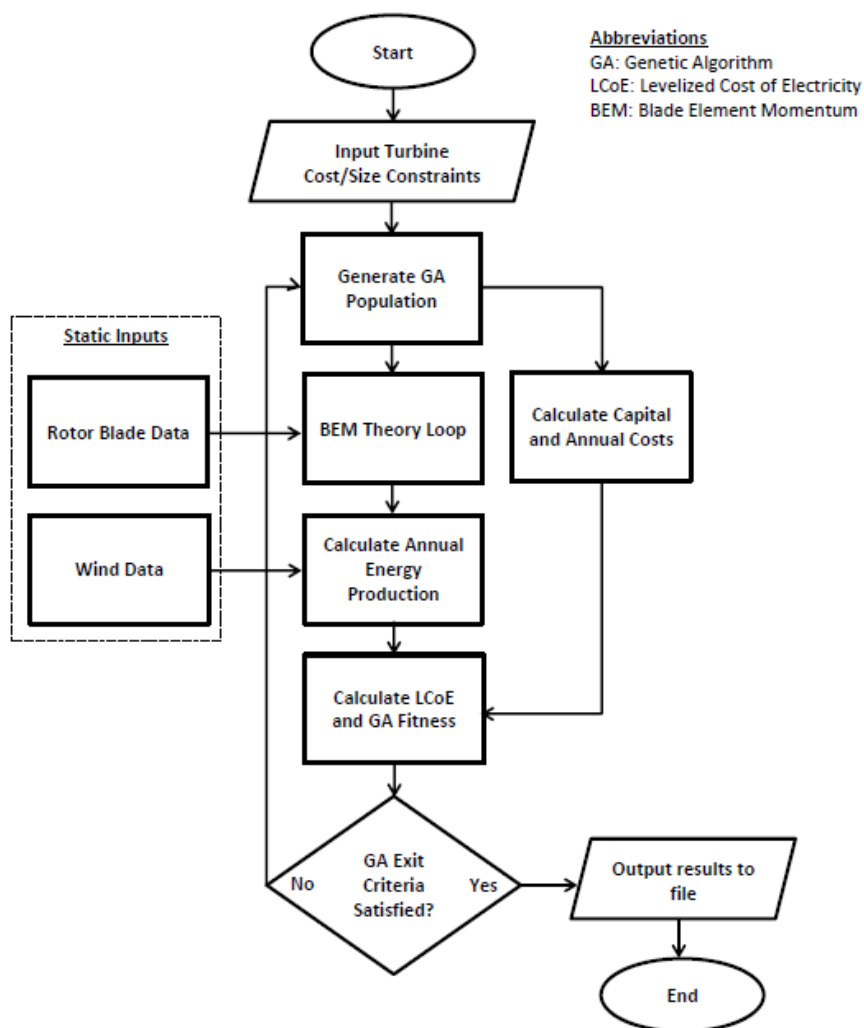 Start
Abbreviations
GA: Genetic Algorithm
LCoE: Levelized Cost of Electricity
BEM: Blade Element Momentum
Input Turbine
Cost/Size Constraints
Generate GA
Population
Static Inputs
Rotor Blade Data
BEM Theory Loop
Calculate Capital
and Annual Costs
Wind Data
Calculate Annual
Energy
Production
Calculate LCoE
and GA Fitness
GA Exit
Criteria
Satisfied?
No
Yes
Output results to
file
End